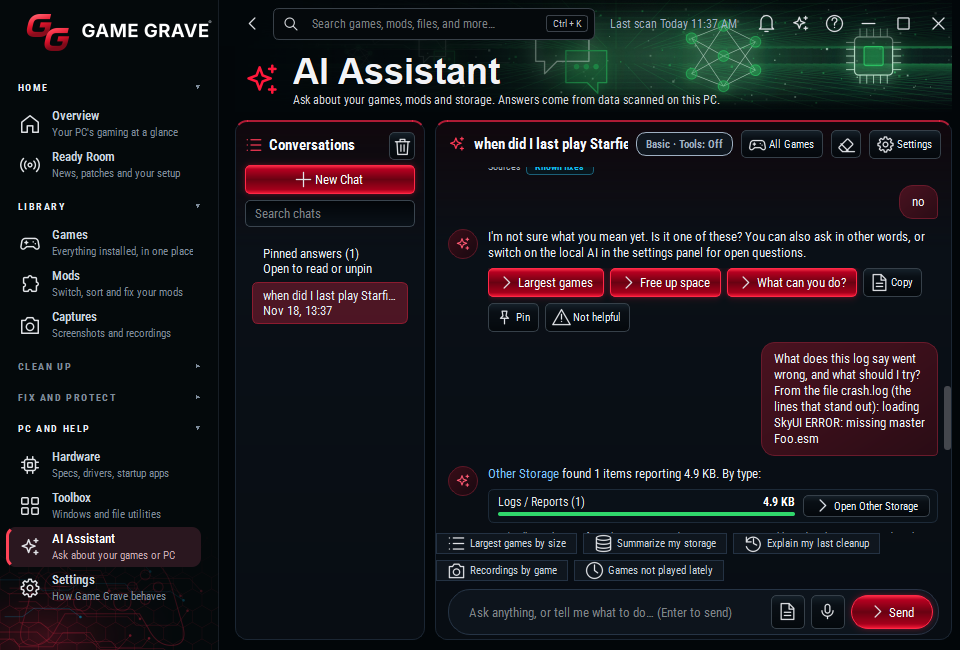 GAME GRAVE
HOME
Overview
Your PC's gaming at a glance
Ready Room
News, patches and your setup
LIBRARY
Games
Everything installed, in one place
Mods
Switch, sort and fix your mods
Captures
Screenshots and recordings
CLEAN UP
FIX AND PROTECT
PC AND HELP
Hardware
Specs, drivers, startup apps
Toolbox
Windows and file utilities
AI Assistant
Ask about your games or PC
Settings
How Game Grave behaves
Search games, mods, files, and more...
Ctrl + K
Last scan Today 11:37 AM
AI Assistant
Ask about your games, mods and storage. Answers come from data scanned on this PC.
Conversations
New Chat
Search chats
Pinned answers (1)
Open to read or unpin
when did I last play Starfi...
Nov 18, 13:37
when did I last play Starfie
Basic · Tools: Off
All Games
Settings
Sources
Known fixes
no
I'm not sure what you mean yet. Is it one of these? You can also ask in other words, or
switch on the local AI in the settings panel for open questions.
Largest games
Free up space
What can you do?
Copy
Pin
Not helpful
What does this log say went
wrong, and what should I try?
From the file crash.log (the
lines that stand out): loading
SkyUI ERROR: missing master
Foo.esm
Other Storage found 1 items reporting 4.9 KB. By type:
Logs / Reports (1)
4.9 KB
Open Other Storage
Largest games by size
Summarize my storage
Explain my last cleanup
Recordings by game
Games not played lately
Ask anything, or tell me what to do... (Enter to send)
Send